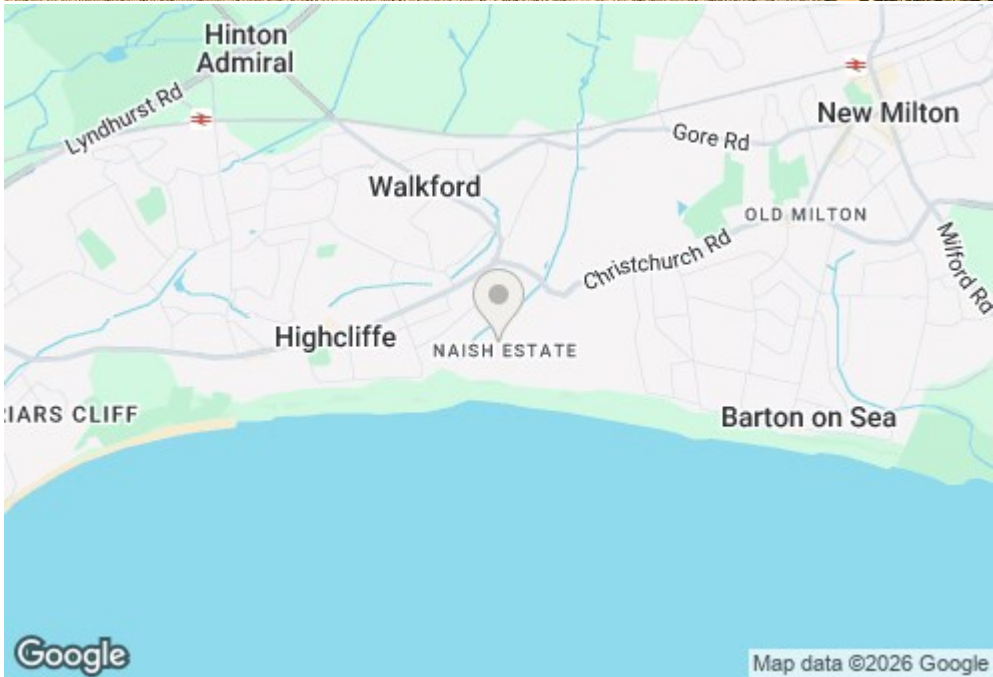 Hinton
Admiral
Lyndhurst Rd
New Milton
Gore Rd
Walkford
OLD MILTON
Milford Rd
Christchurch Rd
Highcliffe
NAISH ESTATE
RIARS CLIFF
Barton on Sea
Google
Map data ©2026 Google